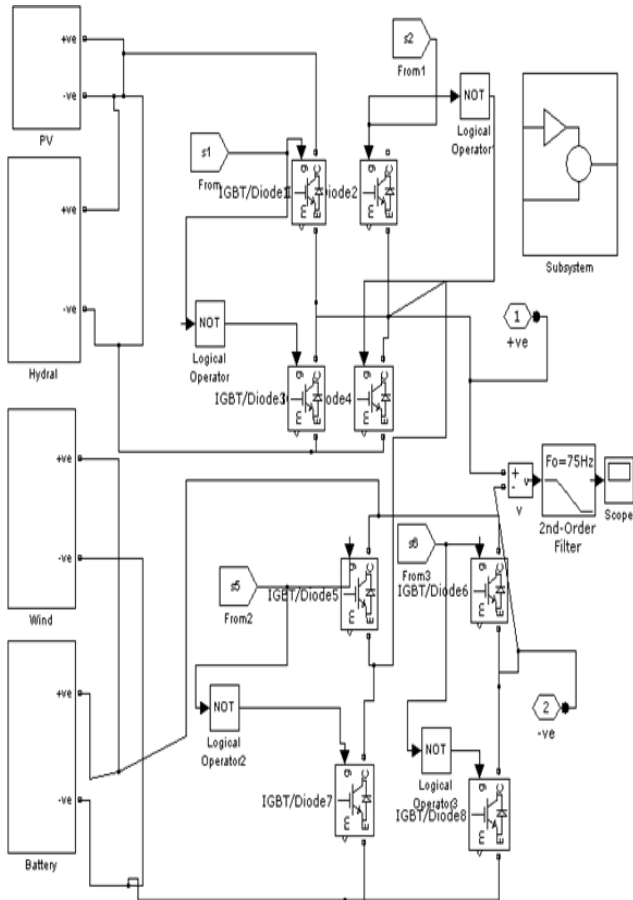 +ve
-ve
PV
+ve
-ve
Hydral
+ve
-ve
Wind
+ve
-ve
Battery
s1
From
s2
From1
NOT
Logical
Operator1
g
C
m
E
IGBT/Diode1
g
C
m
E
Diode2
NOT
Logical
Operator
g
C
m
E
IGBT/Diode3
g
C
m
E
Diode4
Subsystem
1
+ve
+
-
v
v
Fo=75Hz
2nd-Order
Filter
Scope
s5
From2
g
C
m
E
IGBT/Diode5
s6
From3
g
C
m
E
IGBT/Diode6
2
-ve
NOT
Logical
Operator2
g
C
m
E
IGBT/Diode7
NOT
Logical
Operator3
g
C
m
E
IGBT/Diode8